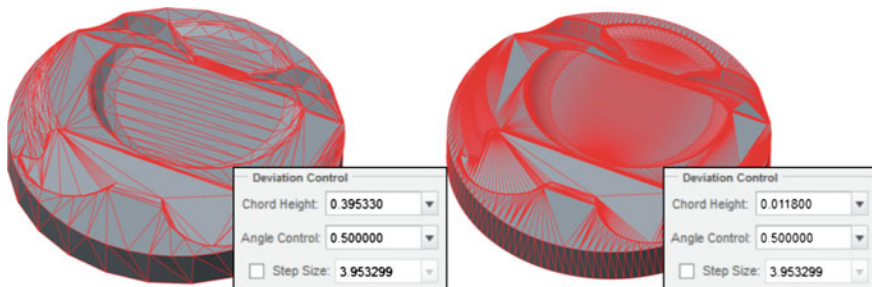 Deviation Control
Chord Height: 0.395330
Angle Control: 0.500000
Step Size: 3.953299
Deviation Control
Chord Height: 0.011800
Angle Control: 0.500000
Step Size: 3.953299